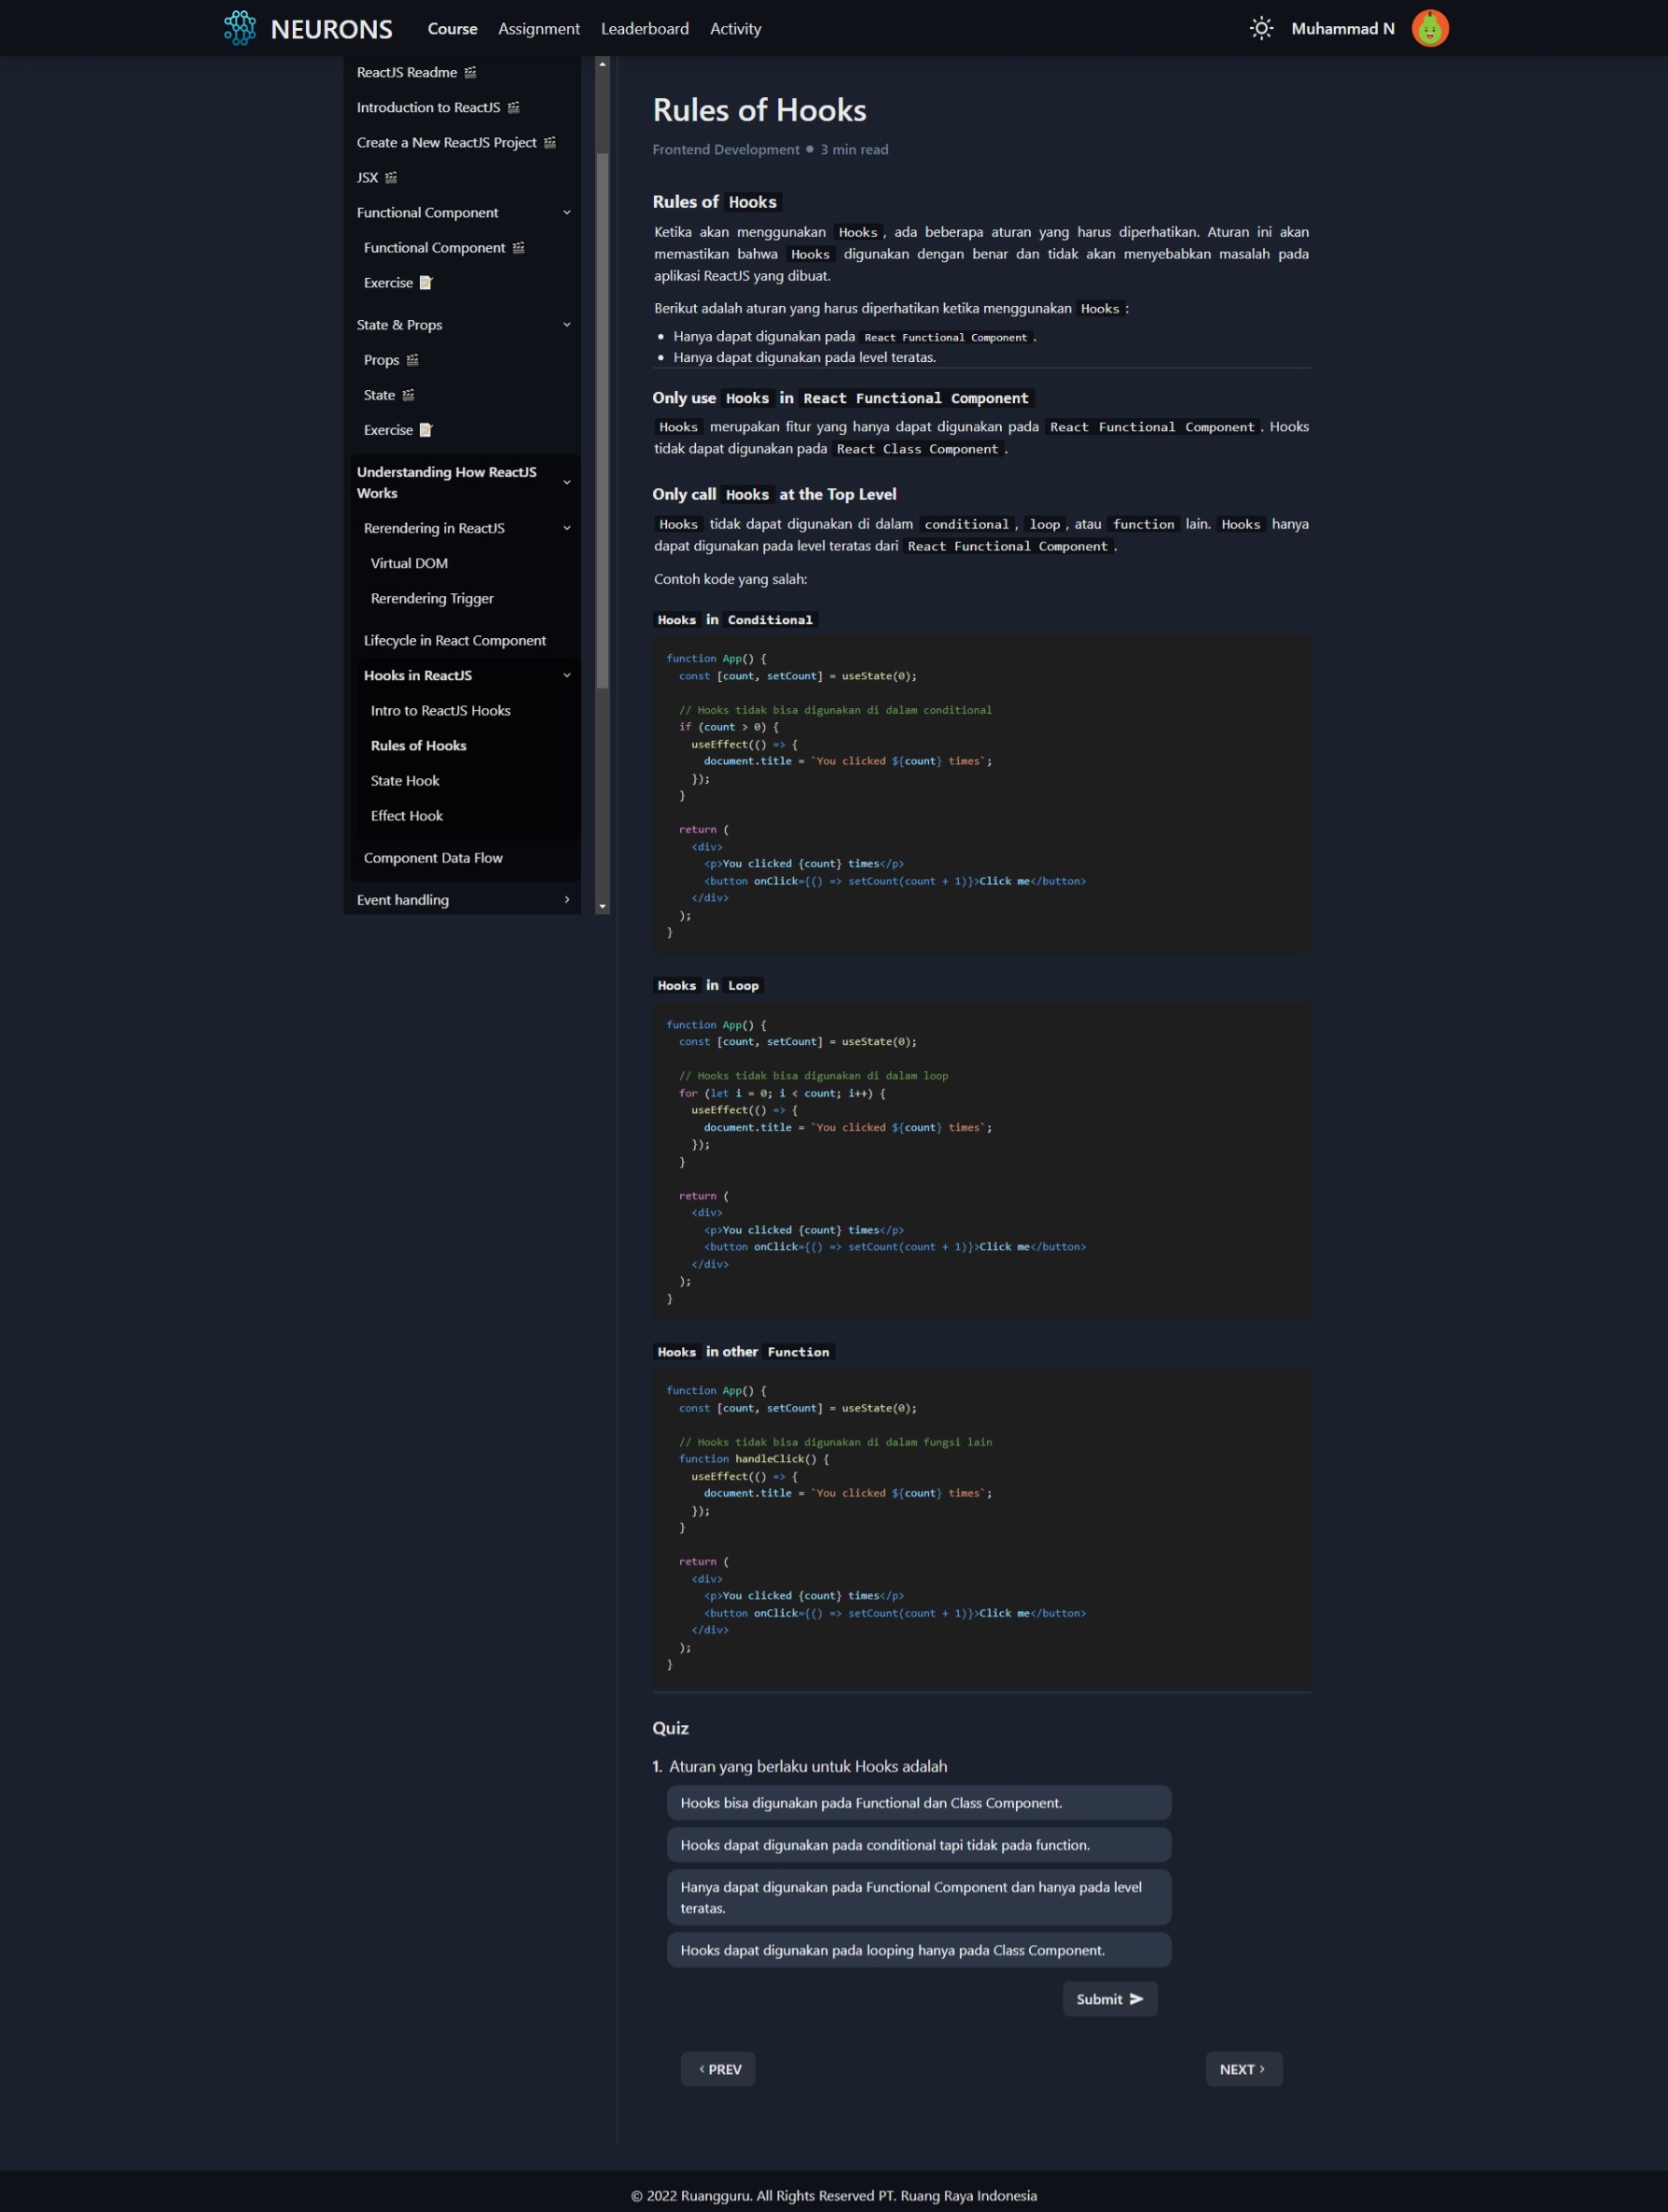 NEURONS Course Assignment Leaderboard Activity Muhammad N
ReactJS Readme 🎬
Introduction to ReactJS 🎬
Create a New ReactJS Project 🎬
JSX 🎬
Functional Component
Functional Component 🎬
Exercise 📝
State & Props
Props 🎬
State 🎬
Exercise 📝
Understanding How ReactJS
Works
Rerendering in ReactJS
Virtual DOM
Rerendering Trigger
Lifecycle in React Component
Hooks in ReactJS
Intro to ReactJS Hooks
Rules of Hooks
State Hook
Effect Hook
Component Data Flow
Event handling
Rules of Hooks
Frontend Development • 3 min read
Rules of Hooks
Ketika akan menggunakan Hooks, ada beberapa aturan yang harus diperhatikan. Aturan ini akan
memastikan bahwa Hooks digunakan dengan benar dan tidak akan menyebabkan masalah pada
aplikasi ReactJS yang dibuat.
Berikut adalah aturan yang harus diperhatikan ketika menggunakan Hooks:
• Hanya dapat digunakan pada React Functional Component.
• Hanya dapat digunakan pada level teratas.
Only use Hooks in React Functional Component
Hooks merupakan fitur yang hanya dapat digunakan pada React Functional Component. Hooks
tidak dapat digunakan pada React Class Component.
Only call Hooks at the Top Level
Hooks tidak dapat digunakan di dalam conditional, loop, atau function lain. Hooks hanya
dapat digunakan pada level teratas dari React Functional Component.
Contoh kode yang salah:
Hooks in Conditional
function App() {
  const [count, setCount] = useState(0);
  // Hooks tidak bisa digunakan di dalam conditional
  if (count > 0) {
    useEffect(() => {
      document.title = `You clicked ${count} times`;
    });
  }
  return (
    <div>
      <p>You clicked {count} times</p>
      <button onClick={() => setCount(count + 1)}>Click me</button>
    </div>
  );
}
Hooks in Loop
function App() {
  const [count, setCount] = useState(0);
  // Hooks tidak bisa digunakan di dalam loop
  for (let i = 0; i < count; i++) {
    useEffect(() => {
      document.title = `You clicked ${count} times`;
    });
  }
  return (
    <div>
      <p>You clicked {count} times</p>
      <button onClick={() => setCount(count + 1)}>Click me</button>
    </div>
  );
}
Hooks in other Function
function App() {
  const [count, setCount] = useState(0);
  // Hooks tidak bisa digunakan di dalam fungsi lain
  function handleClick() {
    useEffect(() => {
      document.title = `You clicked ${count} times`;
    });
  }
  return (
    <div>
      <p>You clicked {count} times</p>
      <button onClick={() => setCount(count + 1)}>Click me</button>
    </div>
  );
}
Quiz
1. Aturan yang berlaku untuk Hooks adalah
Hooks bisa digunakan pada Functional dan Class Component.
Hooks dapat digunakan pada conditional tapi tidak pada function.
Hanya dapat digunakan pada Functional Component dan hanya pada level
teratas.
Hooks dapat digunakan pada looping hanya pada Class Component.
Submit
‹ PREV NEXT ›
© 2022 Ruangguru. All Rights Reserved PT. Ruang Raya Indonesia